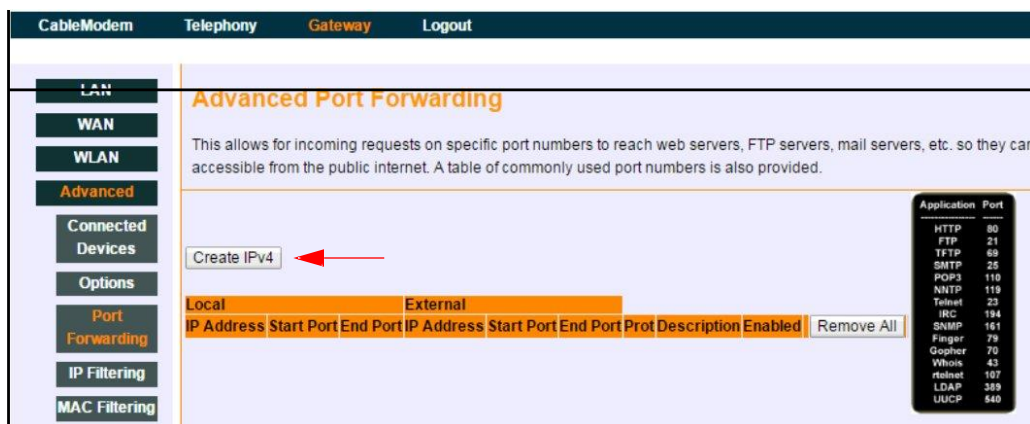 CableModem Telephony Gateway Logout
LAN
WAN
WLAN
Advanced
Connected
Devices
Options
Port
Forwarding
IP Filtering
MAC Filtering
Advanced Port Forwarding
This allows for incoming requests on specific port numbers to reach web servers, FTP servers, mail servers, etc. so they can
accessible from the public internet. A table of commonly used port numbers is also provided.
Create IPv4
Local External
IP Address Start Port End Port IP Address Start Port End Port Prot Description Enabled Remove All
Application Port
HTTP 80
FTP 21
TFTP 69
SMTP 25
POP3 110
NNTP 119
Telnet 23
IRC 194
SNMP 161
Finger 79
Gopher 70
Whois 43
rtelnet 107
LDAP 389
UUCP 540